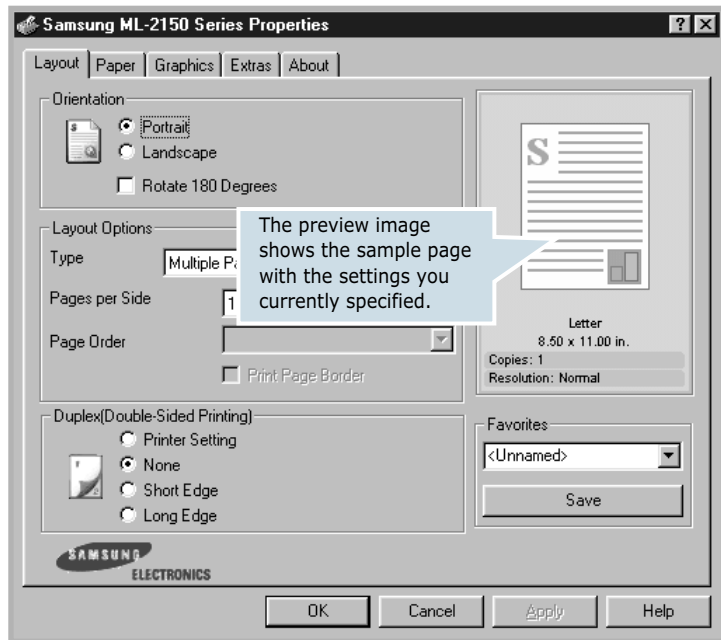 Samsung ML-2150 Series Properties
Layout Paper Graphics Extras About
Orientation
Portrait
Landscape
Rotate 180 Degrees
Layout Options
Type Multiple
Pages per Side 1
Page Order
Print Page Border
The preview image
shows the sample page
with the settings you
currently specified.
Duplex(Double-Sided Printing)
Printer Setting
None
Short Edge
Long Edge
S
Letter
8.50 x 11.00 in.
Copies: 1
Resolution: Normal
Favorites
<Unnamed>
Save
SAMSUNG
ELECTRONICS
OK Cancel Apply Help